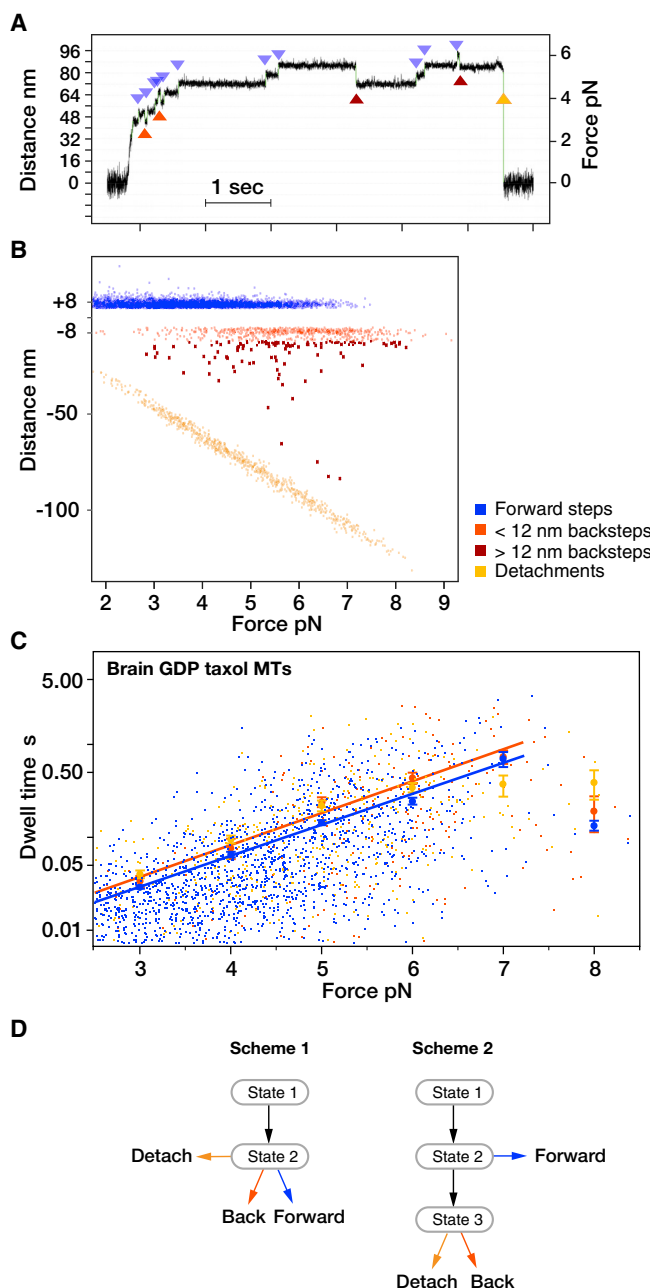 A
Distance nm
96
80
64
48
32
16
0
6
4
2
0
Force pN
1 sec
B
Distance nm
+8
-8
-50
-100
2 3 4 5 6 7 8 9
Force pN
Forward steps
< 12 nm backsteps
> 12 nm backsteps
Detachments
C
Brain GDP taxol MTs
Dwell time s
5.00
0.50
0.05
0.01
3 4 5 6 7 8
Force pN
D
Scheme 1 Scheme 2
State 1 State 1
Detach State 2 State 2 Forward
Back Forward State 3
Detach Back